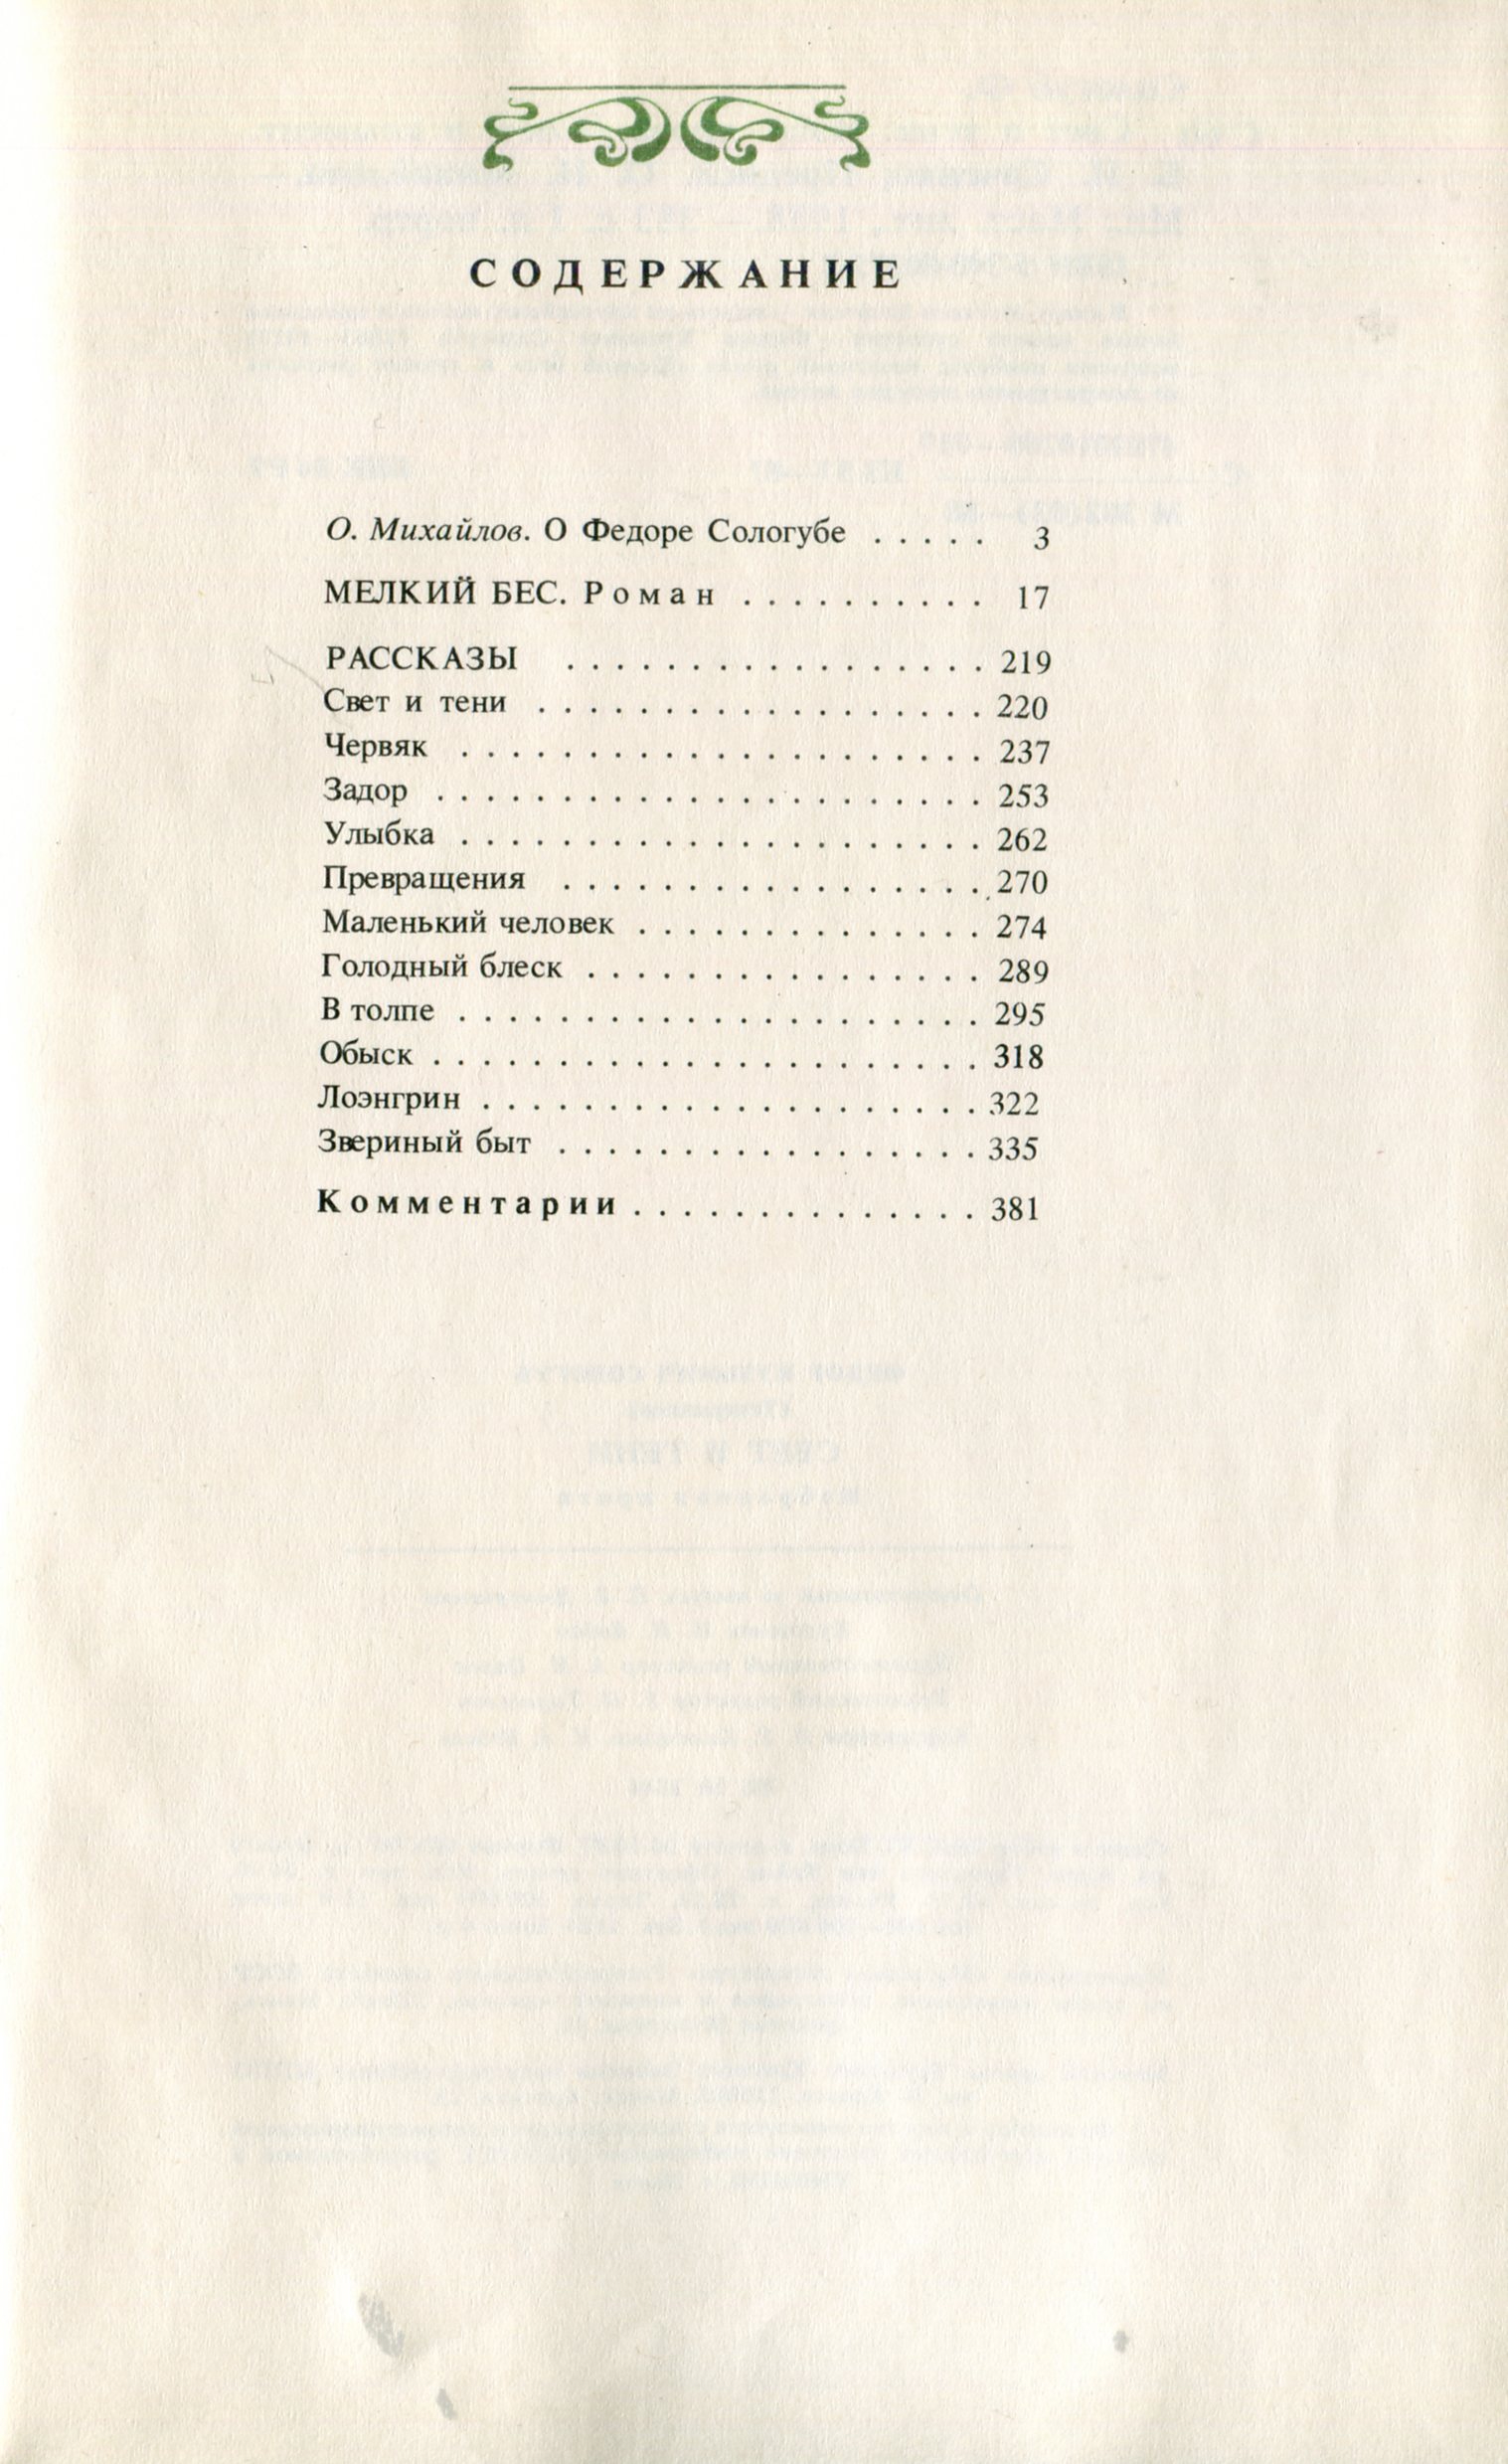 СОДЕРЖАНИЕ
О. Михайлов. О Федоре Сологубе . . . . . 3
МЕЛКИЙ БЕС. Роман . . . . . . . . . . 17
РАССКАЗЫ . . . . . . . . . . . . . . . . . 219
Свет и тени . . . . . . . . . . . . . . . . . . 220
Червяк . . . . . . . . . . . . . . . . . . . . . 237
Задор . . . . . . . . . . . . . . . . . . . . . . 253
Улыбка . . . . . . . . . . . . . . . . . . . . . 262
Превращения . . . . . . . . . . . . . . . . . 270
Маленький человек . . . . . . . . . . . . . . 274
Голодный блеск . . . . . . . . . . . . . . . . 289
В толпе . . . . . . . . . . . . . . . . . . . . . 295
Обыск . . . . . . . . . . . . . . . . . . . . . . 318
Лоэнгрин . . . . . . . . . . . . . . . . . . . . 322
Звериный быт . . . . . . . . . . . . . . . . . 335
Комментарии . . . . . . . . . . . . . . 381